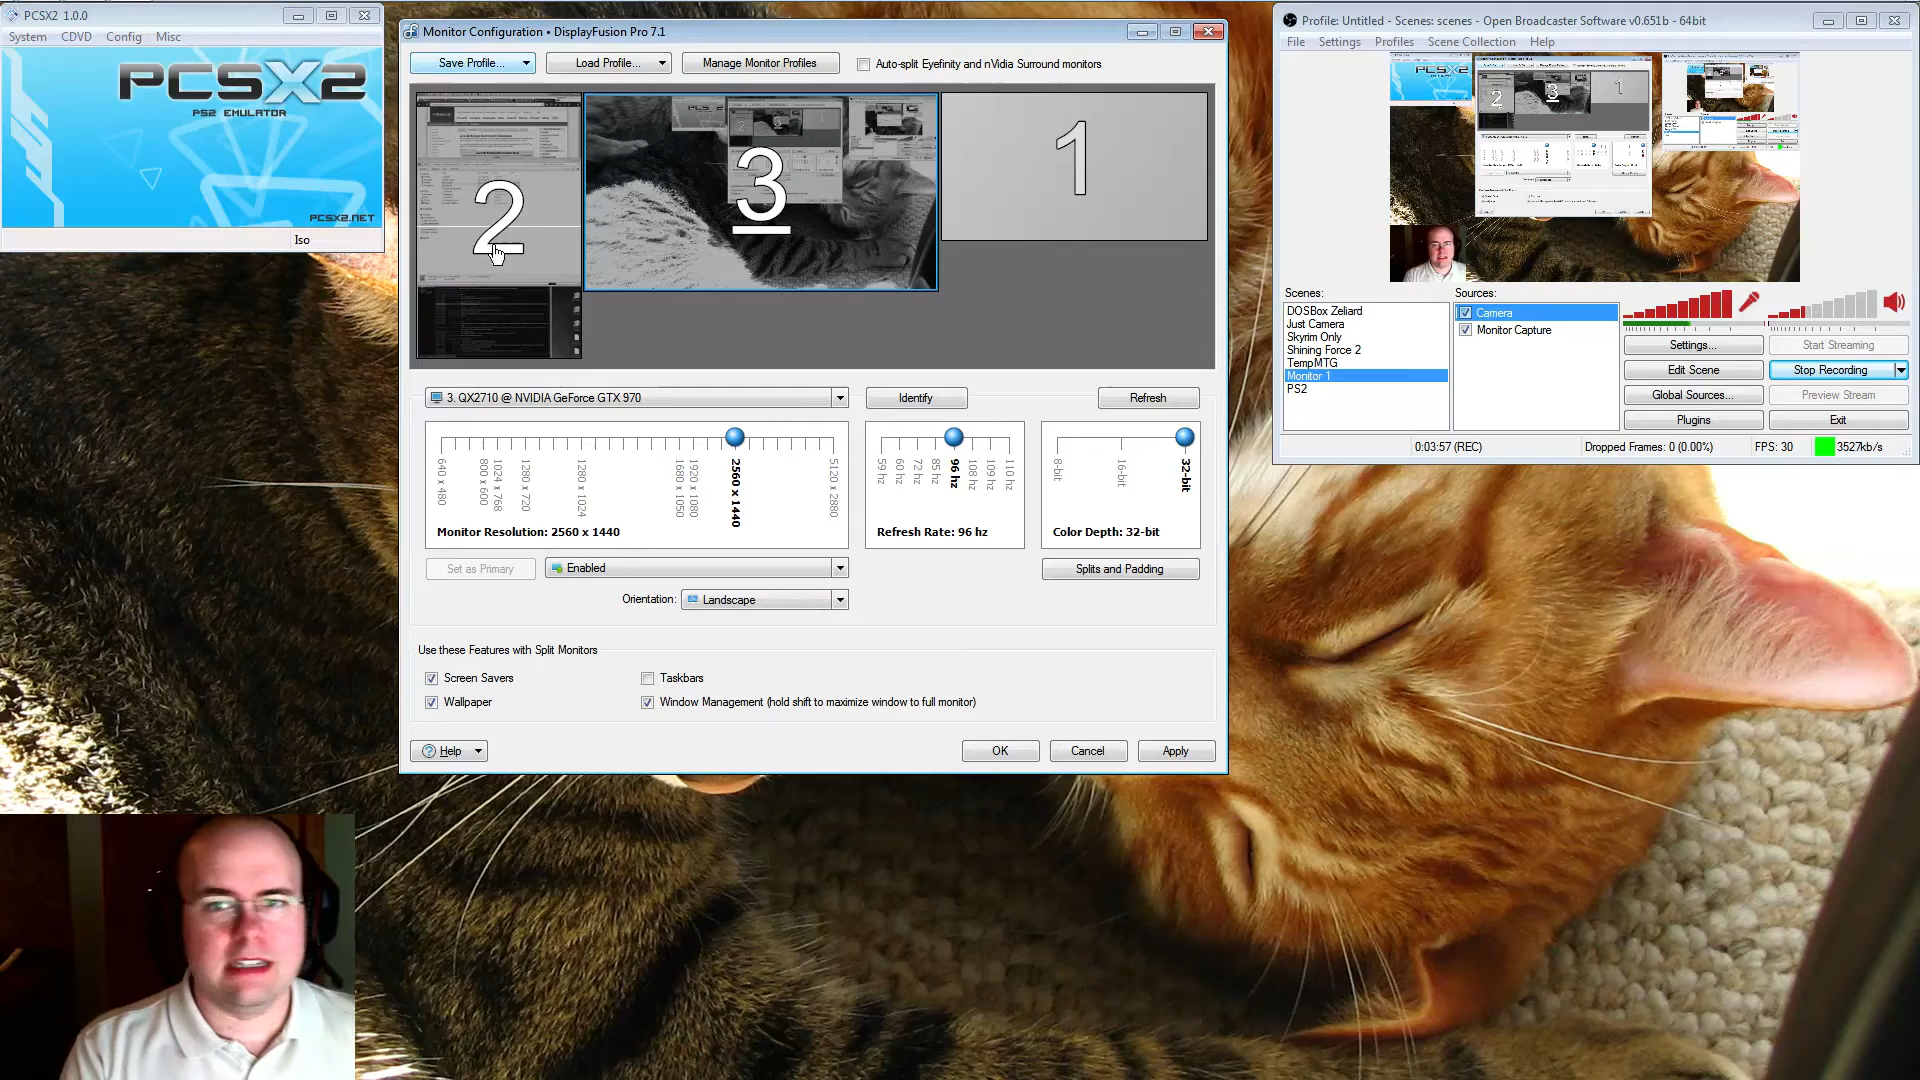 PCSX2 1.0.0
System CDVD Config Misc
PCSX2
PS2 EMULATOR
PCSX2.NET
Iso
Monitor Configuration • DisplayFusion Pro 7.1
Save Profile... Load Profile... Manage Monitor Profiles Auto-split Eyefinity and nVidia Surround monitors
2 3 1
3. QX2710 @ NVIDIA GeForce GTX 970 Identify Refresh
640 x 480
800 x 600
1024 x 768
1280 x 720
1280 x 1024
1680 x 1050
1920 x 1080
2560 x 1440
5120 x 2880
Monitor Resolution: 2560 x 1440
59 hz
60 hz
72 hz
85 hz
96 hz
108 hz
109 hz
110 hz
Refresh Rate: 96 hz
8-bit
16-bit
32-bit
Color Depth: 32-bit
Set as Primary Enabled Splits and Padding
Orientation: Landscape
Use these Features with Split Monitors
Screen Savers Taskbars
Wallpaper Window Management (hold shift to maximize window to full monitor)
Help OK Cancel Apply
Profile: Untitled - Scenes: scenes - Open Broadcaster Software v0.651b - 64bit
File Settings Profiles Scene Collection Help
Scenes:
DOSBox Zeliard
Just Camera
Skyrim Only
Shining Force 2
TempMTG
Monitor 1
PS2
Sources:
Camera
Monitor Capture
Settings... Start Streaming
Edit Scene Stop Recording
Global Sources... Preview Stream
Plugins Exit
0:03:57 (REC) Dropped Frames: 0 (0.00%) FPS: 30 3527kb/s